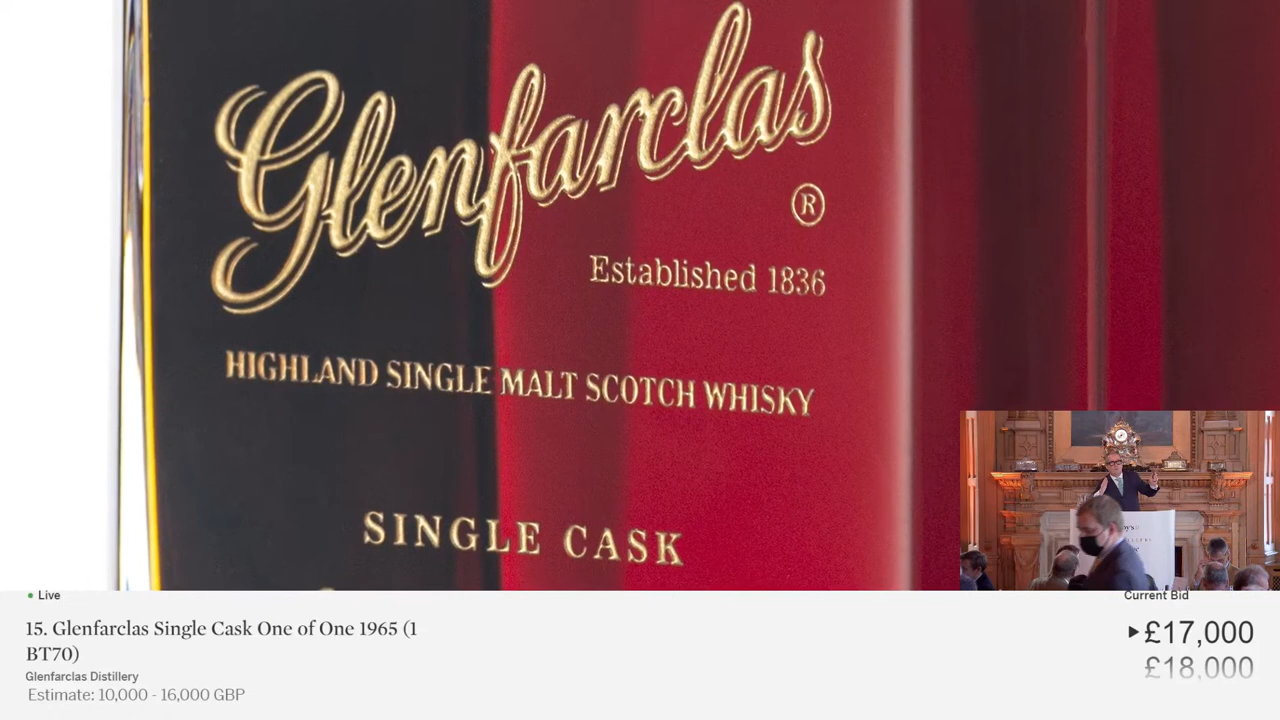 Glenfarclas
®
Established 1836
HIGHLAND SINGLE MALT SCOTCH WHISKY
SINGLE CASK
Live
15. Glenfarclas Single Cask One of One 1965 (1
BT70)
Glenfarclas Distillery
Estimate: 10,000 - 16,000 GBP
Current Bid
£17,000
£18,000